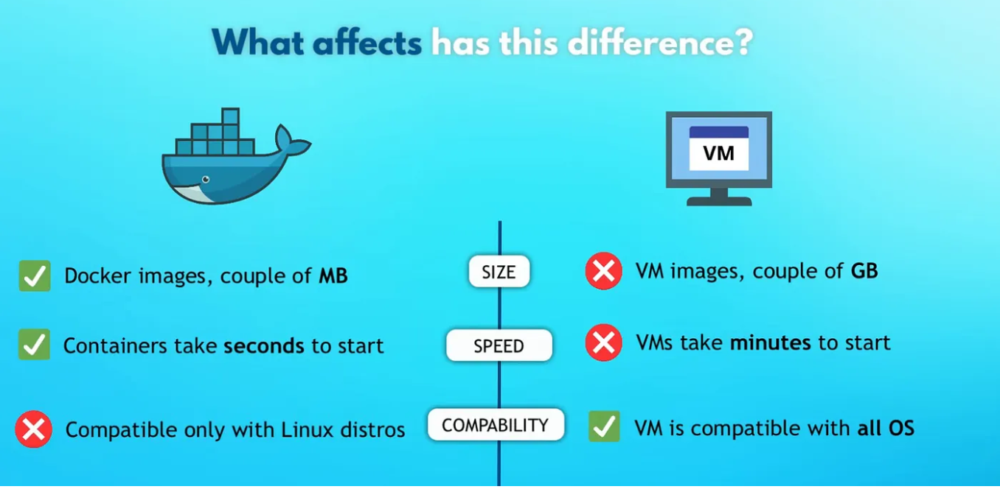 What affects has this difference?
VM
SIZE
Docker images, couple of MB
VM images, couple of GB
SPEED
Containers take seconds to start
VMs take minutes to start
COMPABILITY
Compatible only with Linux distros
VM is compatible with all OS